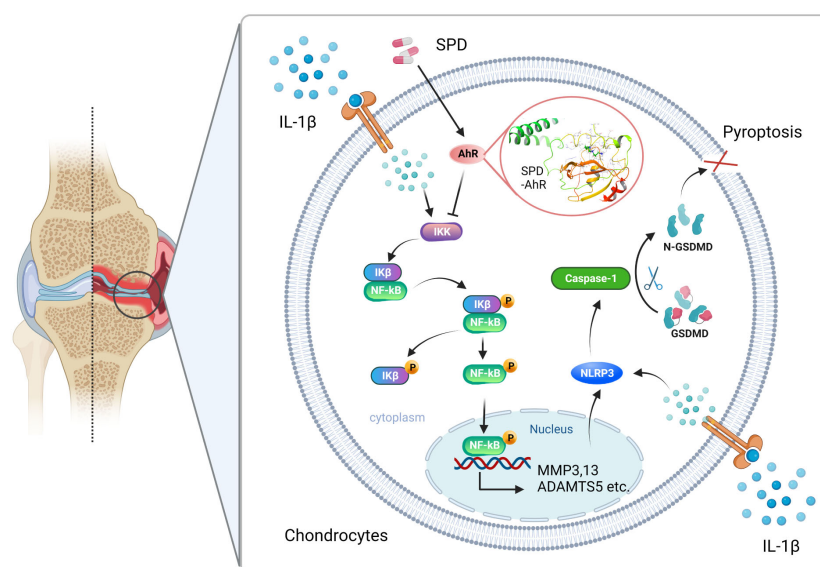 SPD
IL-1β
AhR
Pyroptosis
SPD
-AhR
IKK
N-GSDMD
IKβ
NF-kB
Caspase-1
IKβ
P
NF-kB
GSDMD
IKβ
P
NF-kB
P
NLRP3
cytoplasm
Nucleus
NF-kB
P
MMP3,13
ADAMTS5 etc.
Chondrocytes
IL-1β